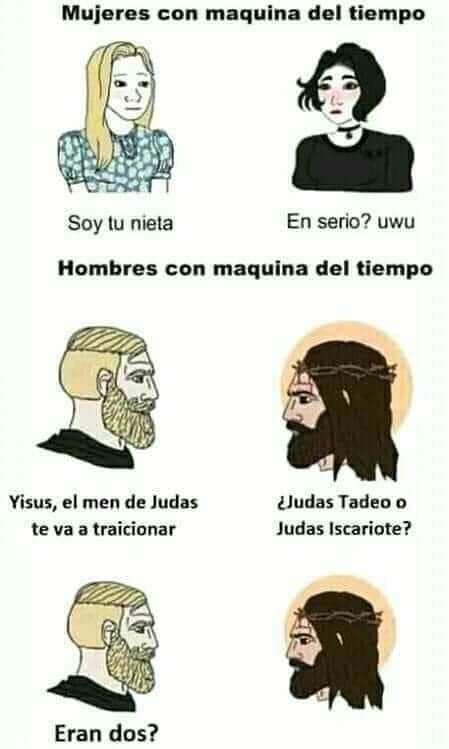 Mujeres con maquina del tiempo
Soy tu nieta
En serio? uwu
Hombres con maquina del tiempo
Yisus, el men de Judas
te va a traicionar
¿Judas Tadeo o
Judas Iscariote?
Eran dos?